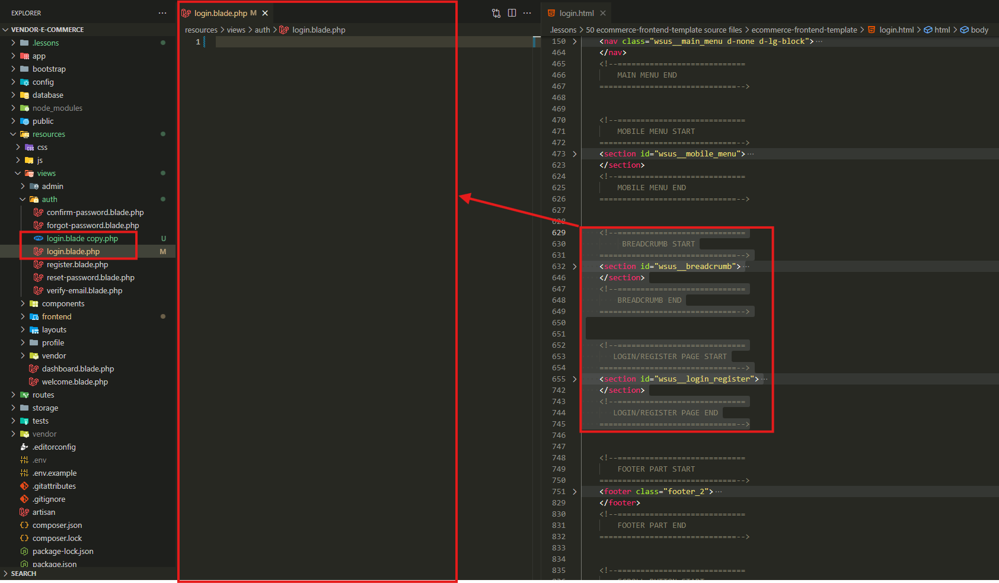 EXPLORER
VENDOR-E-COMMERCE
.lessons
app
bootstrap
config
database
node_modules
public
resources
css
js
views
admin
auth
confirm-password.blade.php
forgot-password.blade.php
login.blade copy.php U
login.blade.php M
register.blade.php
reset-password.blade.php
verify-email.blade.php
components
frontend
layouts
profile
vendor
dashboard.blade.php
welcome.blade.php
routes
storage
tests
vendor
.editorconfig
.env
.env.example
.gitattributes
.gitignore
artisan
composer.json
composer.lock
package-lock.json
package.json
SEARCH
login.blade.php M
resources > views > auth > login.blade.php
1
login.html
.lessons > 50 ecommerce-frontend-template source files > ecommerce-frontend-template > login.html > html > body
150 <nav class="wsus__main_menu d-none d-lg-block">…
464 </nav>
465 <!--============================
466 MAIN MENU END
467 ==============================-->
468
469
470 <!--============================
471 MOBILE MENU START
472 ==============================-->
473 <section id="wsus__mobile_menu">…
623 </section>
624 <!--============================
625 MOBILE MENU END
626 ==============================-->
627
628
629 <!--============================
630 BREADCRUMB START
631 ==============================-->
632 <section id="wsus__breadcrumb">…
646 </section>
647 <!--============================
648 BREADCRUMB END
649 ==============================-->
650
651
652 <!--============================
653 LOGIN/REGISTER PAGE START
654 ==============================-->
655 <section id="wsus__login_register">…
742 </section>
743 <!--============================
744 LOGIN/REGISTER PAGE END
745 ==============================-->
746
747
748 <!--============================
749 FOOTER PART START
750 ==============================-->
751 <footer class="footer_2">…
829 </footer>
830 <!--============================
831 FOOTER PART END
832 ==============================-->
833
834
835 <!--============================
836 SCROLL BUTTON START